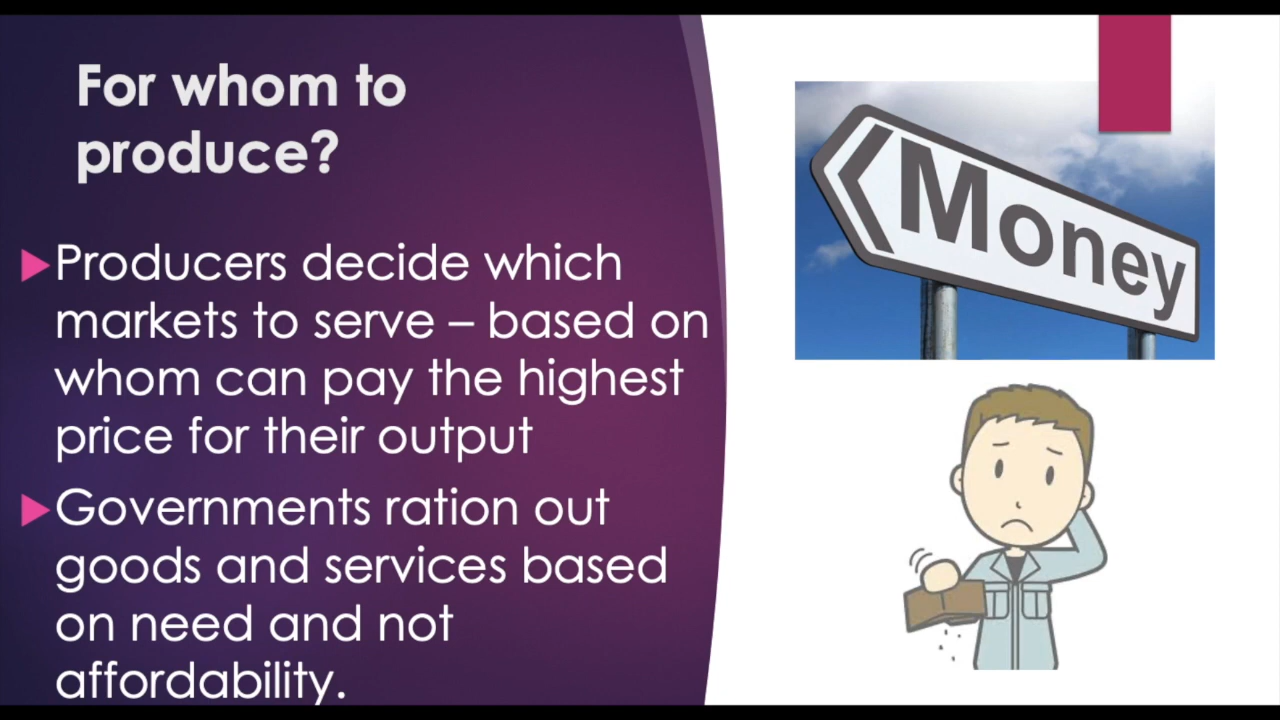 For whom to
produce?
Producers decide which
markets to serve – based on
whom can pay the highest
price for their output
Governments ration out
goods and services based
on need and not
affordability.
Money